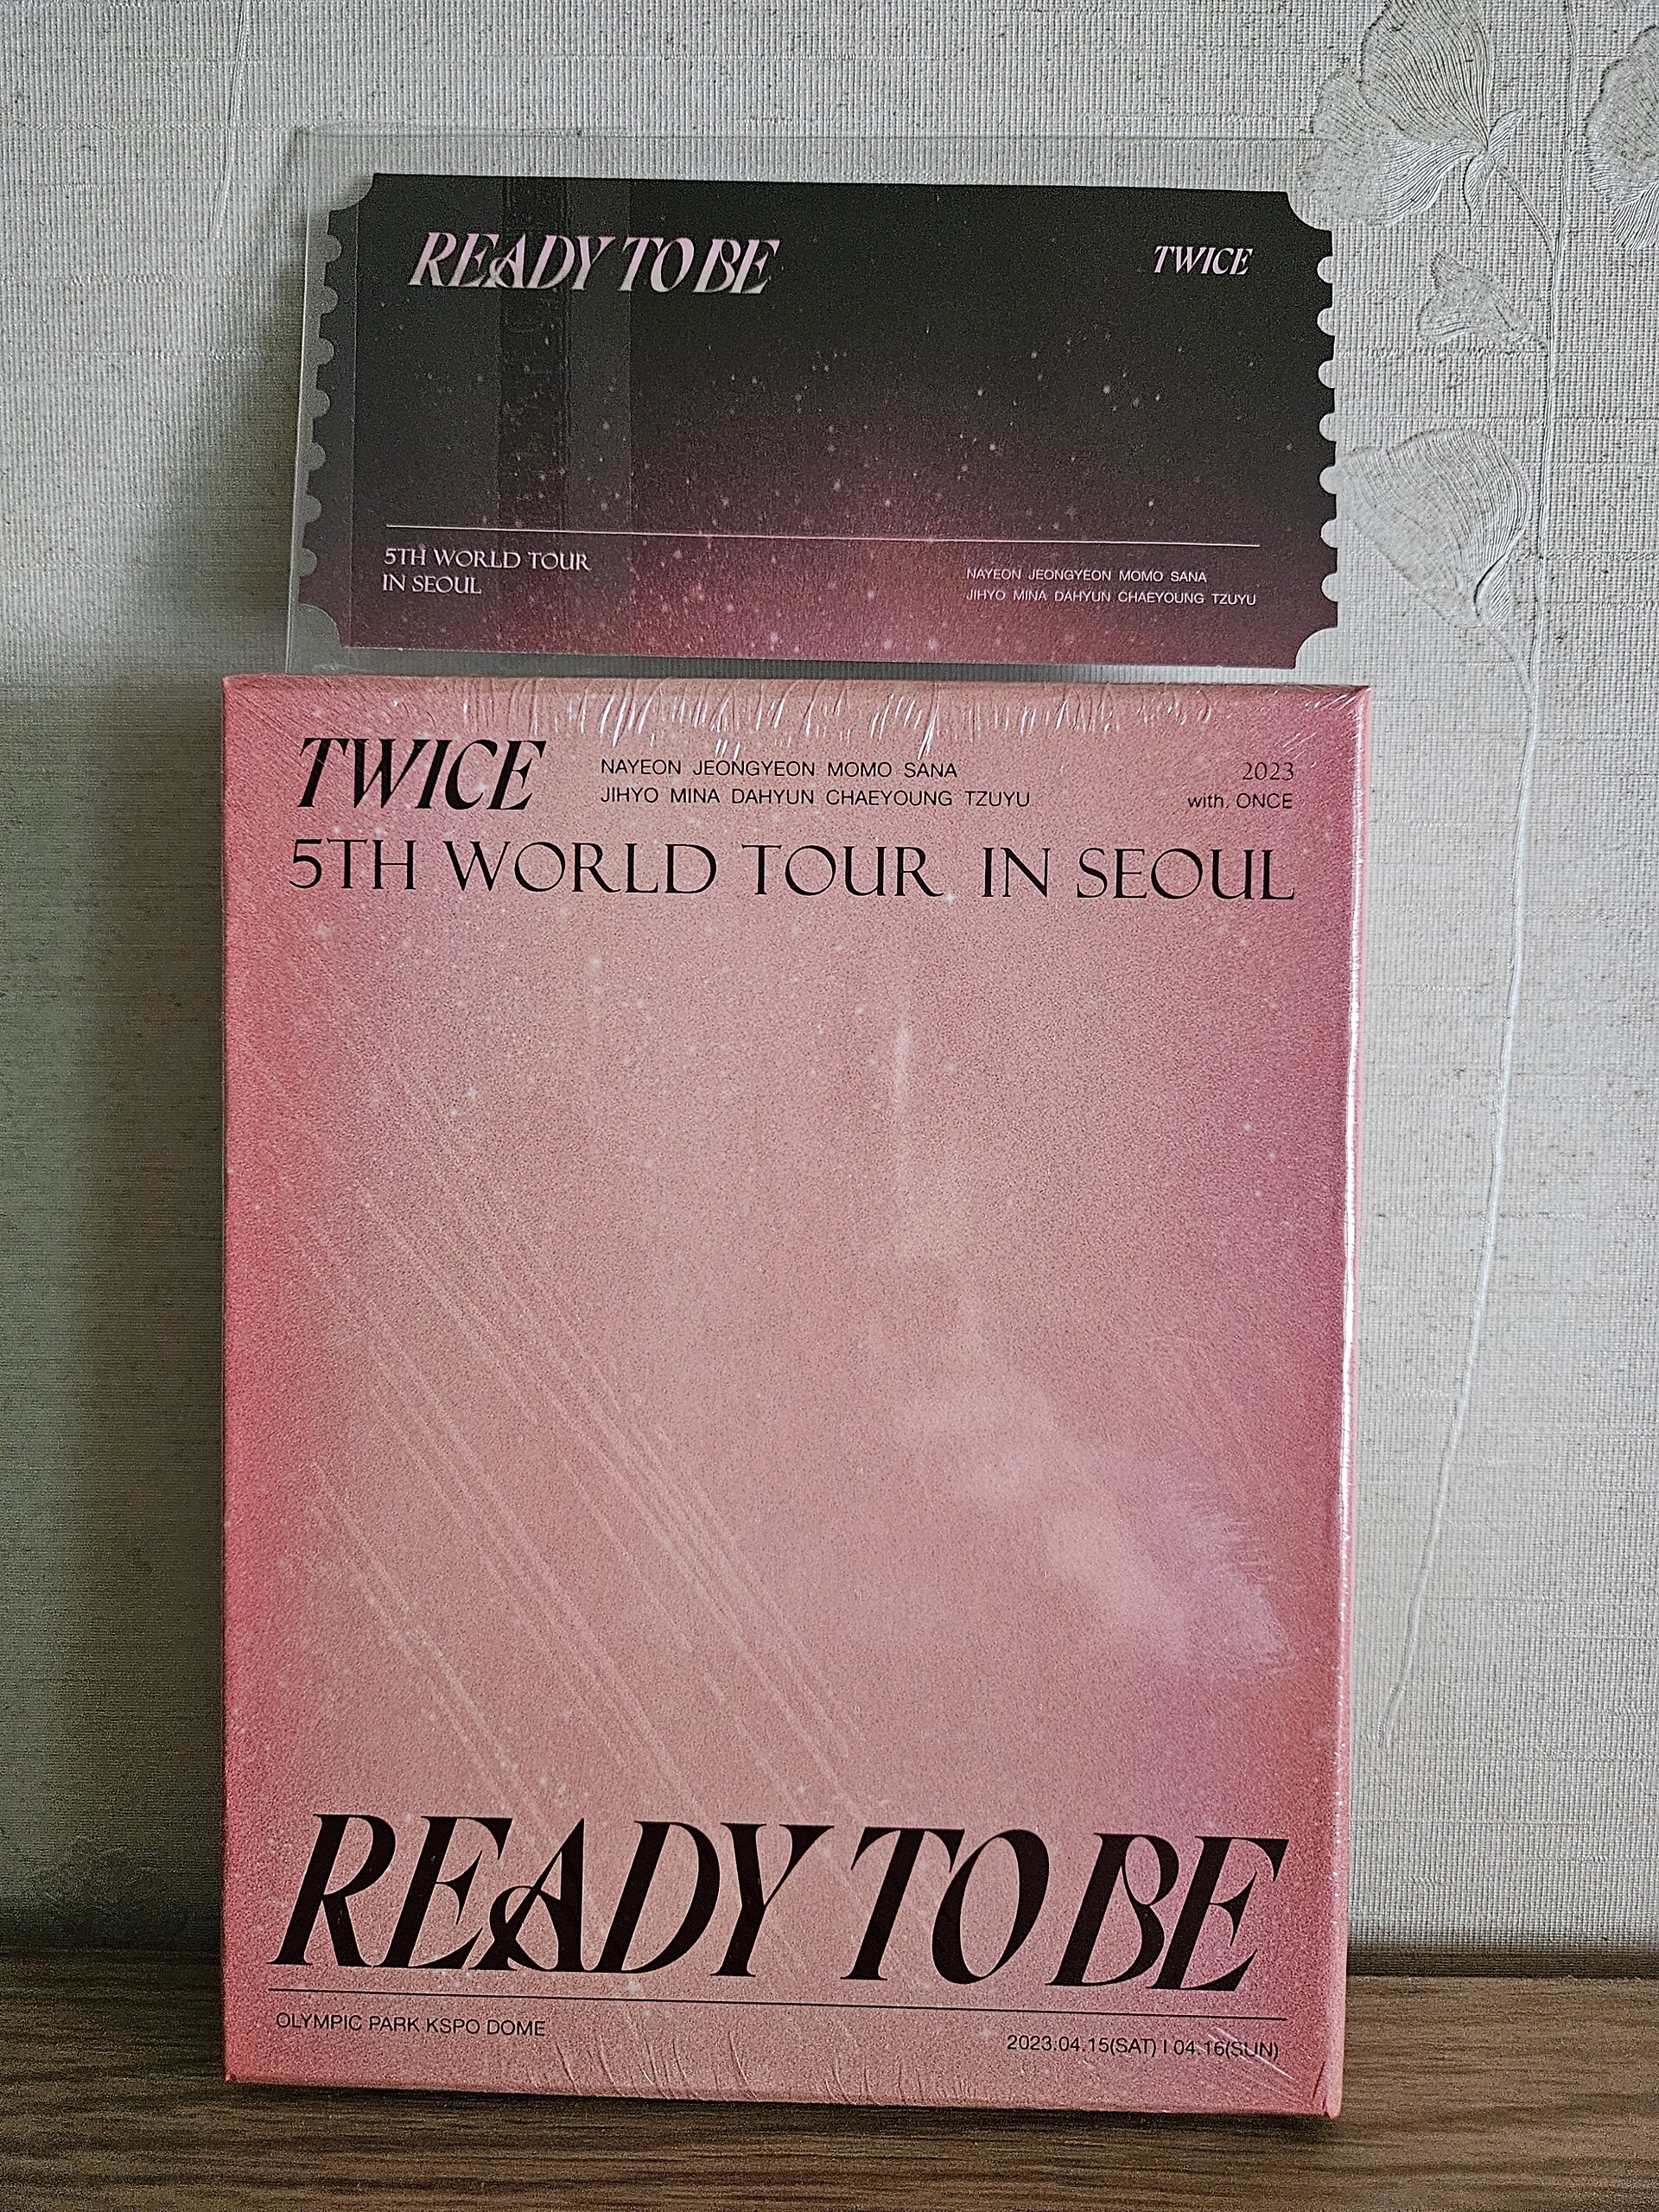 READY TO BE
TWICE
5TH WORLD TOUR
IN SEOUL
NAYEON JEONGYEON MOMO SANA
JIHYO MINA DAHYUN CHAEYOUNG TZUYU
TWICE
NAYEON JEONGYEON MOMO SANA
JIHYO MINA DAHYUN CHAEYOUNG TZUYU
2023
with. ONCE
5TH WORLD TOUR IN SEOUL
READY TO BE
OLYMPIC PARK KSPO DOME
2023.04.15(SAT) I 04.16(SUN)